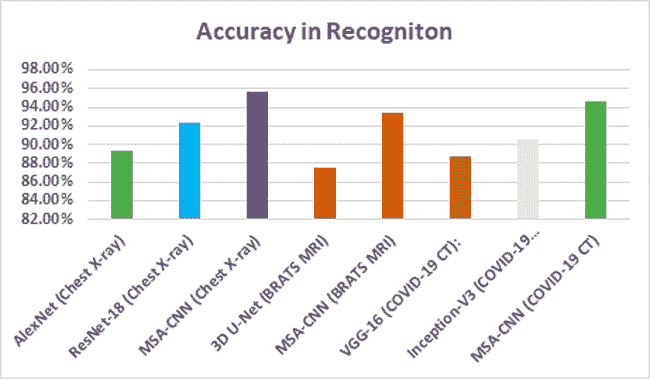 Accuracy in Recogniton
98.00%
96.00%
94.00%
92.00%
90.00%
88.00%
86.00%
84.00%
82.00%
AlexNet (Chest X-ray)
ResNet-18 (Chest X-ray)
MSA-CNN (Chest X-ray)
3D U-Net (BRATS MRI)
MSA-CNN (BRATS MRI)
VGG-16 (COVID-19 CT):
Inception-V3 (COVID-19...
MSA-CNN (COVID-19 CT)